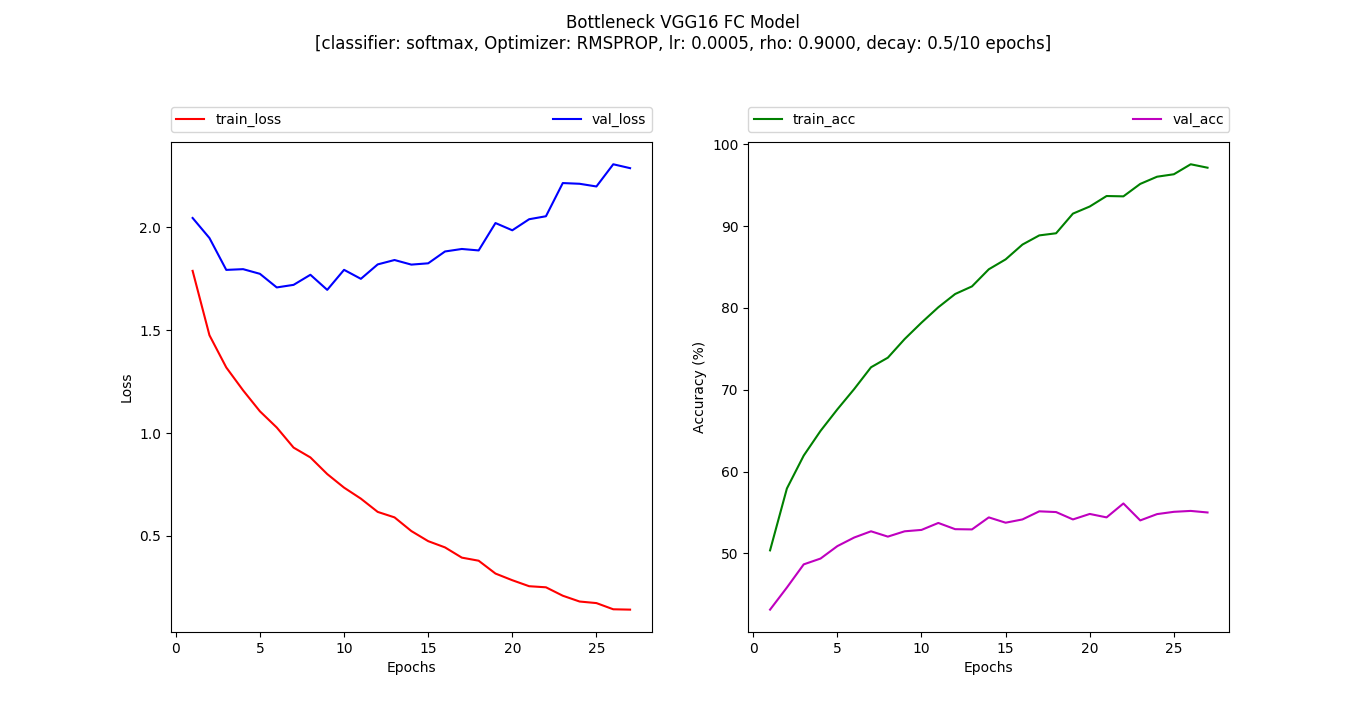 Bottleneck VGG16 FC Model
[classifier: softmax, Optimizer: RMSPROP, lr: 0.0005, rho: 0.9000, decay: 0.5/10 epochs]
train_loss val_loss
2.0
1.5
1.0
0.5
Loss
0 5 10 15 20 25
Epochs
train_acc val_acc
100
90
80
70
60
50
Accuracy (%)
0 5 10 15 20 25
Epochs